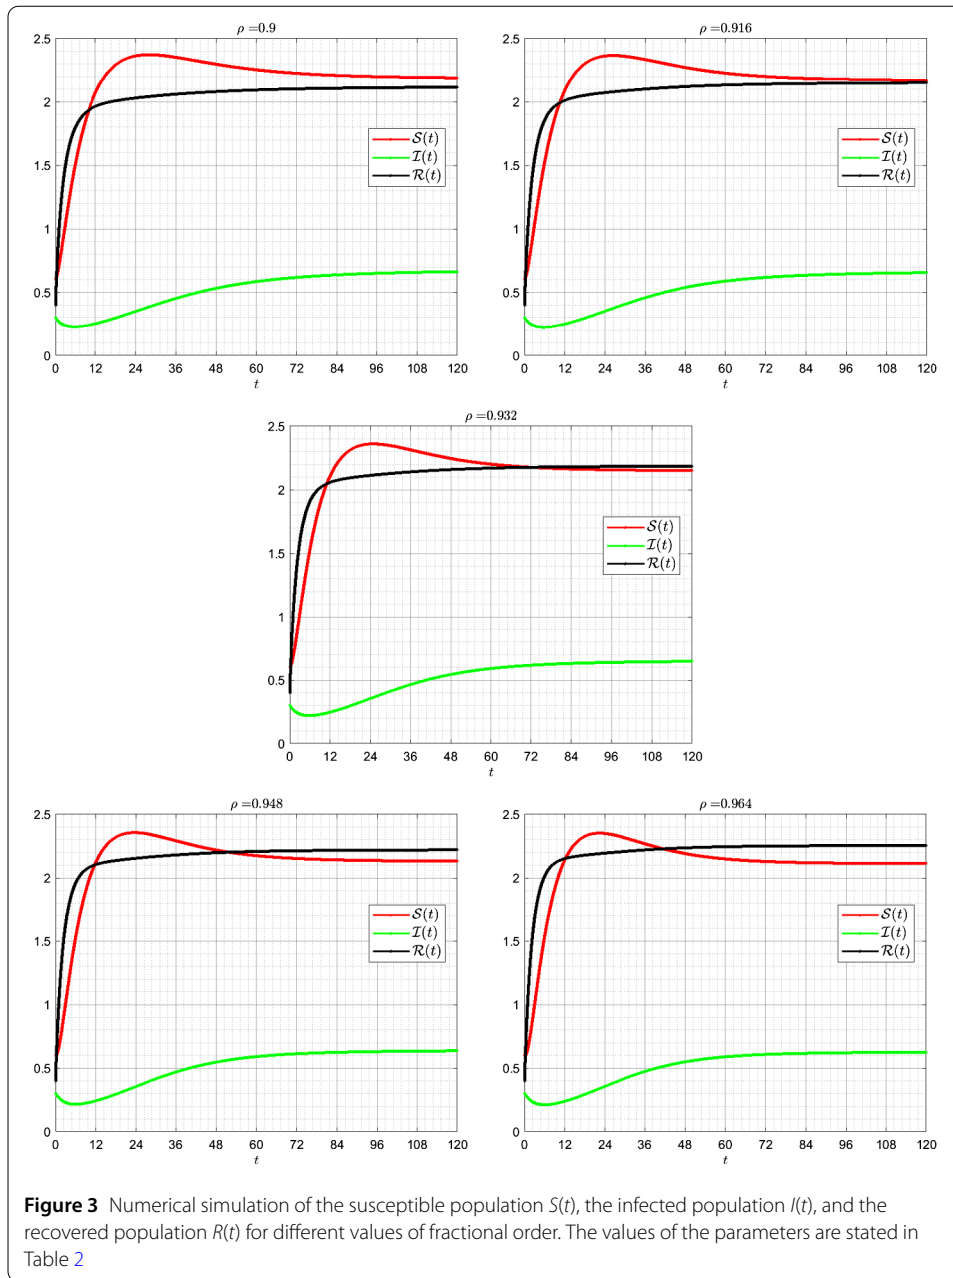 ρ=0.9
2.5
2
1.5
1
0.5
0
0 12 24 36 48 60 72 84 96 108 120
t
S(t)
I(t)
R(t)
ρ=0.916
2.5
2
1.5
1
0.5
0
0 12 24 36 48 60 72 84 96 108 120
t
S(t)
I(t)
R(t)
ρ=0.932
2.5
2
1.5
1
0.5
0
0 12 24 36 48 60 72 84 96 108 120
t
S(t)
I(t)
R(t)
ρ=0.948
2.5
2
1.5
1
0.5
0
0 12 24 36 48 60 72 84 96 108 120
t
S(t)
I(t)
R(t)
ρ=0.964
2.5
2
1.5
1
0.5
0
0 12 24 36 48 60 72 84 96 108 120
t
S(t)
I(t)
R(t)
Figure 3 Numerical simulation of the susceptible population S(t), the infected population I(t), and the
recovered population R(t) for different values of fractional order. The values of the parameters are stated in
Table 2